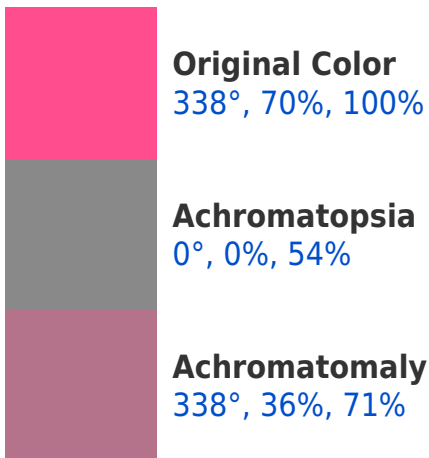 Original Color
338°, 70%, 100%
Achromatopsia
0°, 0%, 54%
Achromatomaly
338°, 36%, 71%